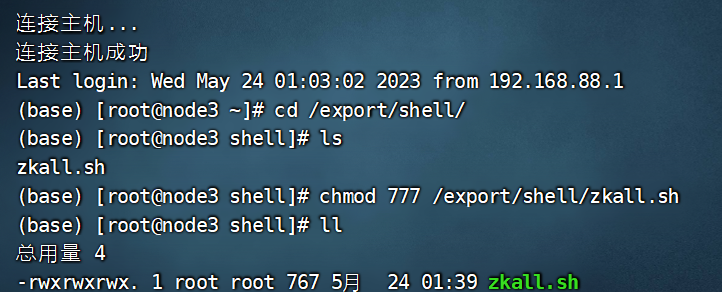 连接主机...
连接主机成功
Last login: Wed May 24 01:03:02 2023 from 192.168.88.1
(base) [root@node3 ~]# cd /export/shell/
(base) [root@node3 shell]# ls
zkall.sh
(base) [root@node3 shell]# chmod 777 /export/shell/zkall.sh
(base) [root@node3 shell]# ll
总用量 4
-rwxrwxrwx. 1 root root 767 5月  24 01:39 zkall.sh